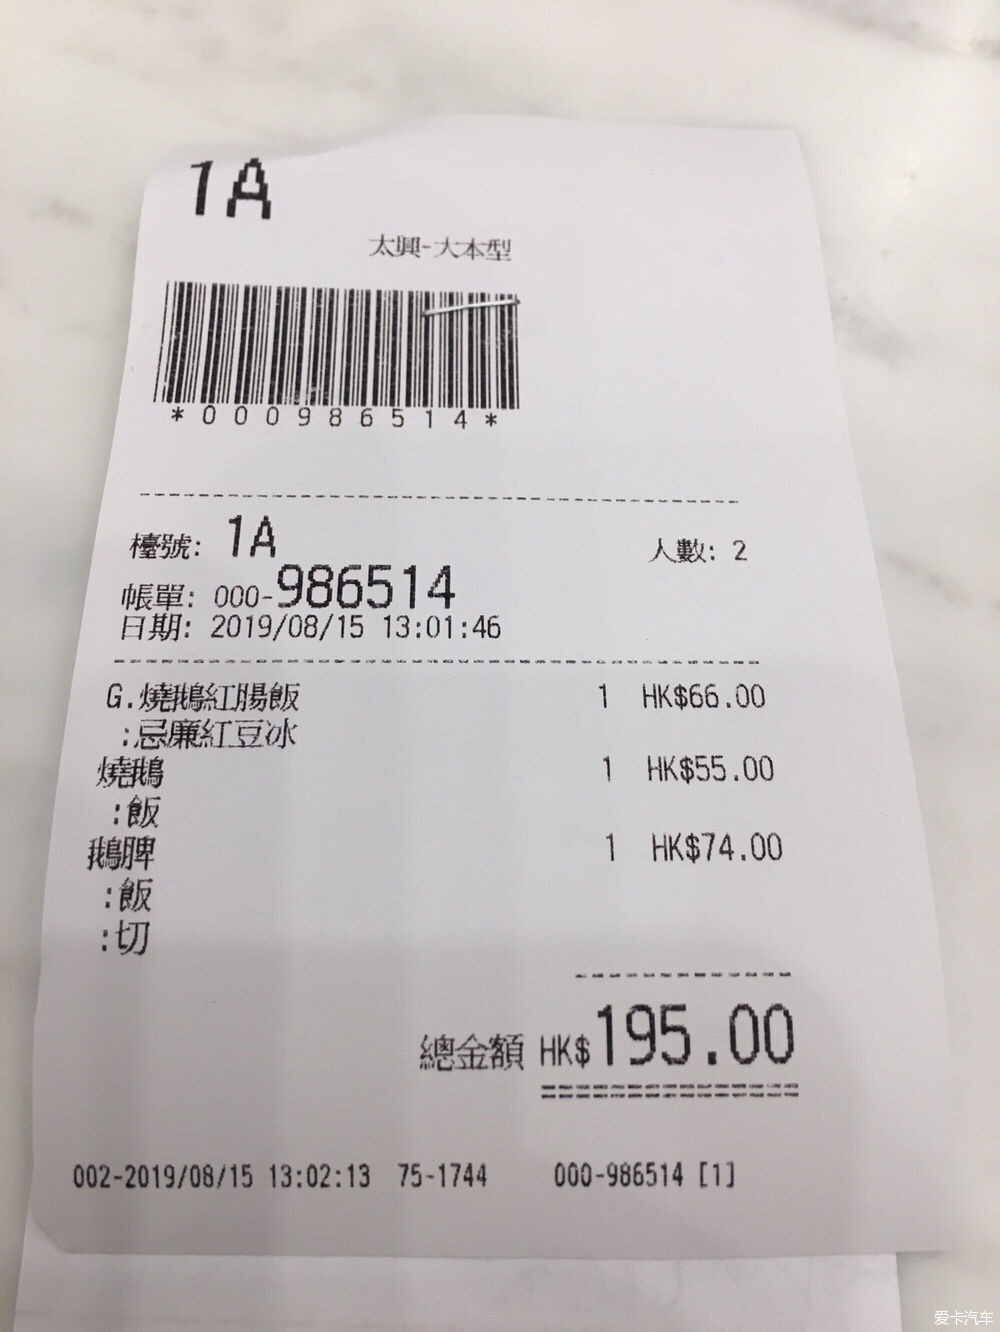 1A
太興-大本型
*000986514*
檯號: 1A 人數: 2
帳單: 000-986514
日期: 2019/08/15 13:01:46
G.燒鵝紅腸飯 1 HK$66.00
:忌廉紅豆冰
燒鵝 1 HK$55.00
:飯
鵝脾 1 HK$74.00
:飯
:切
總金額 HK$195.00
002-2019/08/15 13:02:13 75-1744 000-986514 [1]
爱卡汽车